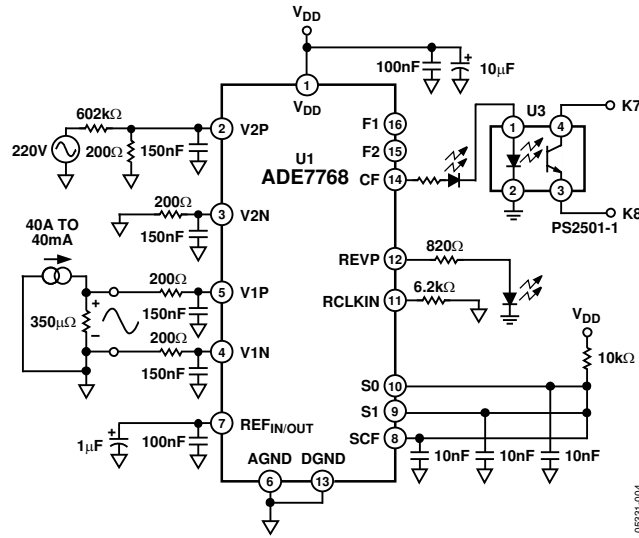 VDD
100nF
10μF
1
VDD
602kΩ
2 V2P
220V
200Ω
150nF
U1
ADE7768
F1 16
F2 15
CF 14
U3
1
4
K7
2
3
K8
PS2501-1
200Ω
3 V2N
150nF
40A TO
40mA
200Ω
5 V1P
350μΩ
+
–
150nF
200Ω
4 V1N
150nF
REVP 12
820Ω
RCLKIN 11
6.2kΩ
VDD
10kΩ
S0 10
S1 9
SCF 8
10nF
10nF
10nF
7 REFIN/OUT
+
1μF
100nF
AGND
DGND
6
13
05331-004